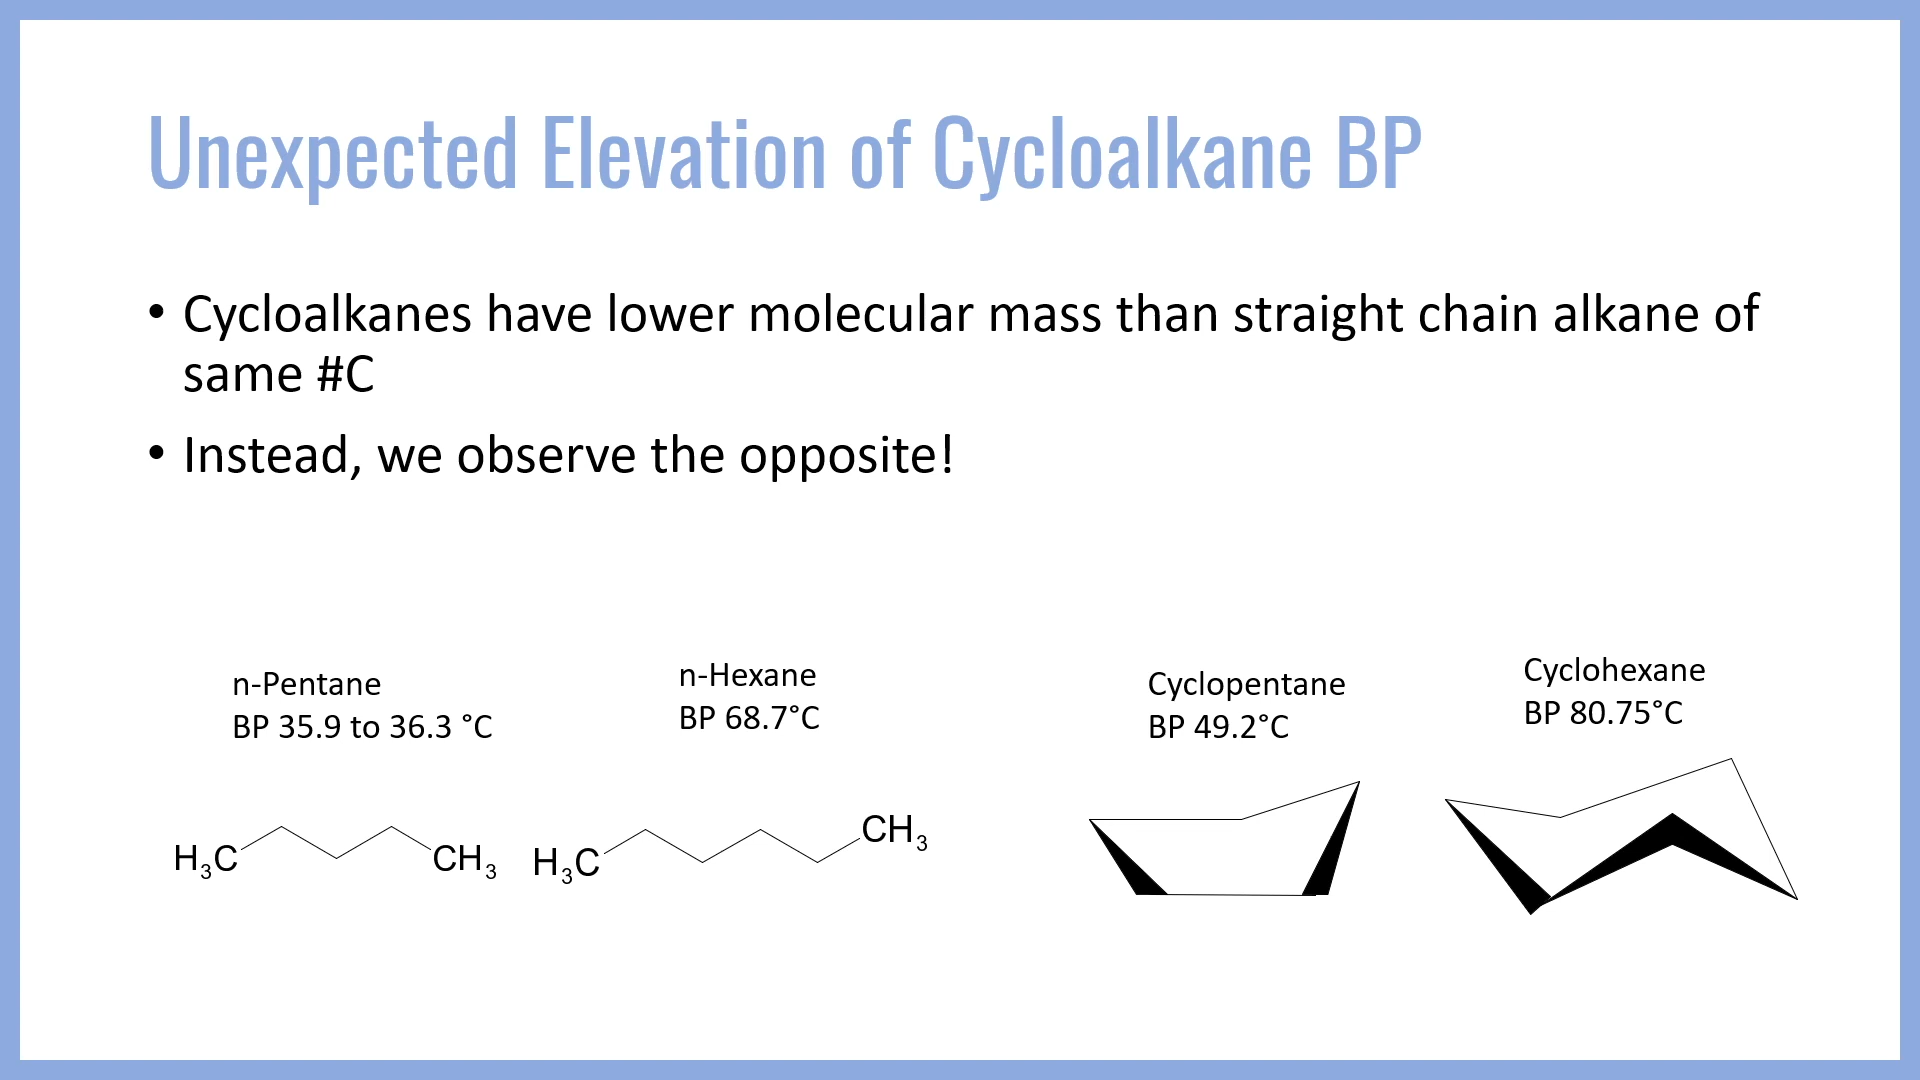 Unexpected Elevation of Cycloalkane BP
• Cycloalkanes have lower molecular mass than straight chain alkane of
same #C
• Instead, we observe the opposite!
n-Pentane
BP 35.9 to 36.3 °C
n-Hexane
BP 68.7°C
Cyclopentane
BP 49.2°C
Cyclohexane
BP 80.75°C
H₃C CH₃
H₃C CH₃